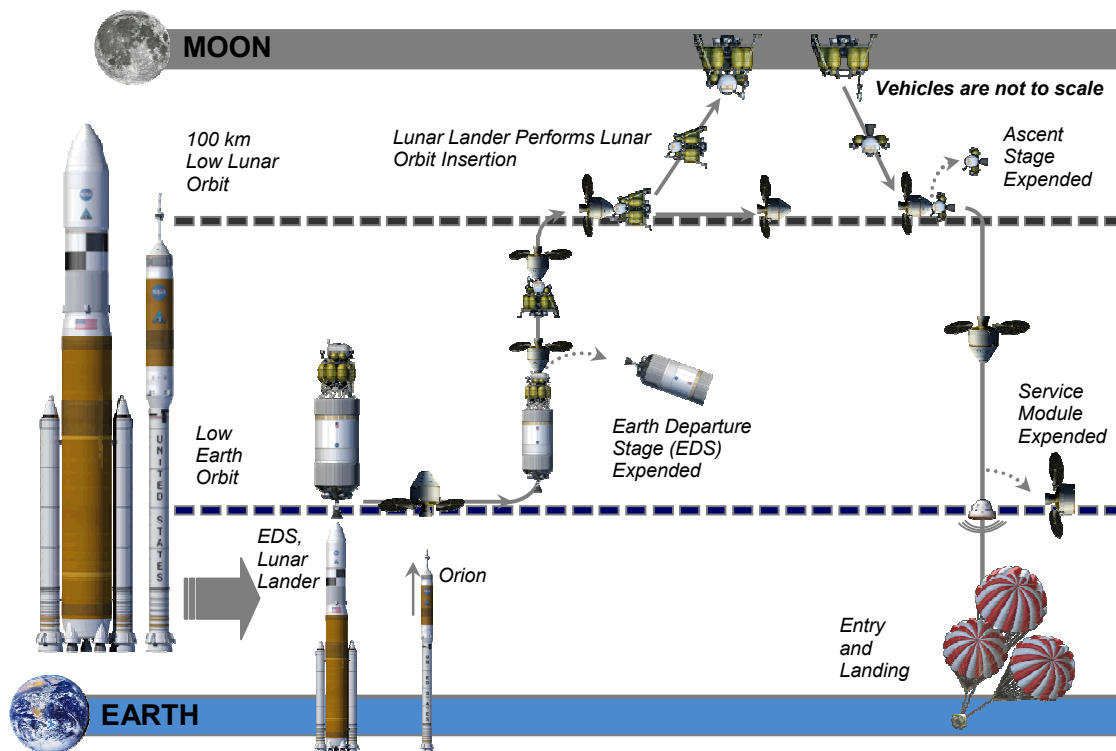 MOON
Vehicles are not to scale
100 km
Low Lunar
Orbit
Lunar Lander Performs Lunar
Orbit Insertion
Ascent
Stage
Expended
Earth Departure
Stage (EDS)
Expended
Service
Module
Expended
Low
Earth
Orbit
EDS,
Lunar
Lander
Orion
Entry
and
Landing
EARTH
UNITED STATES
UNITED STATES